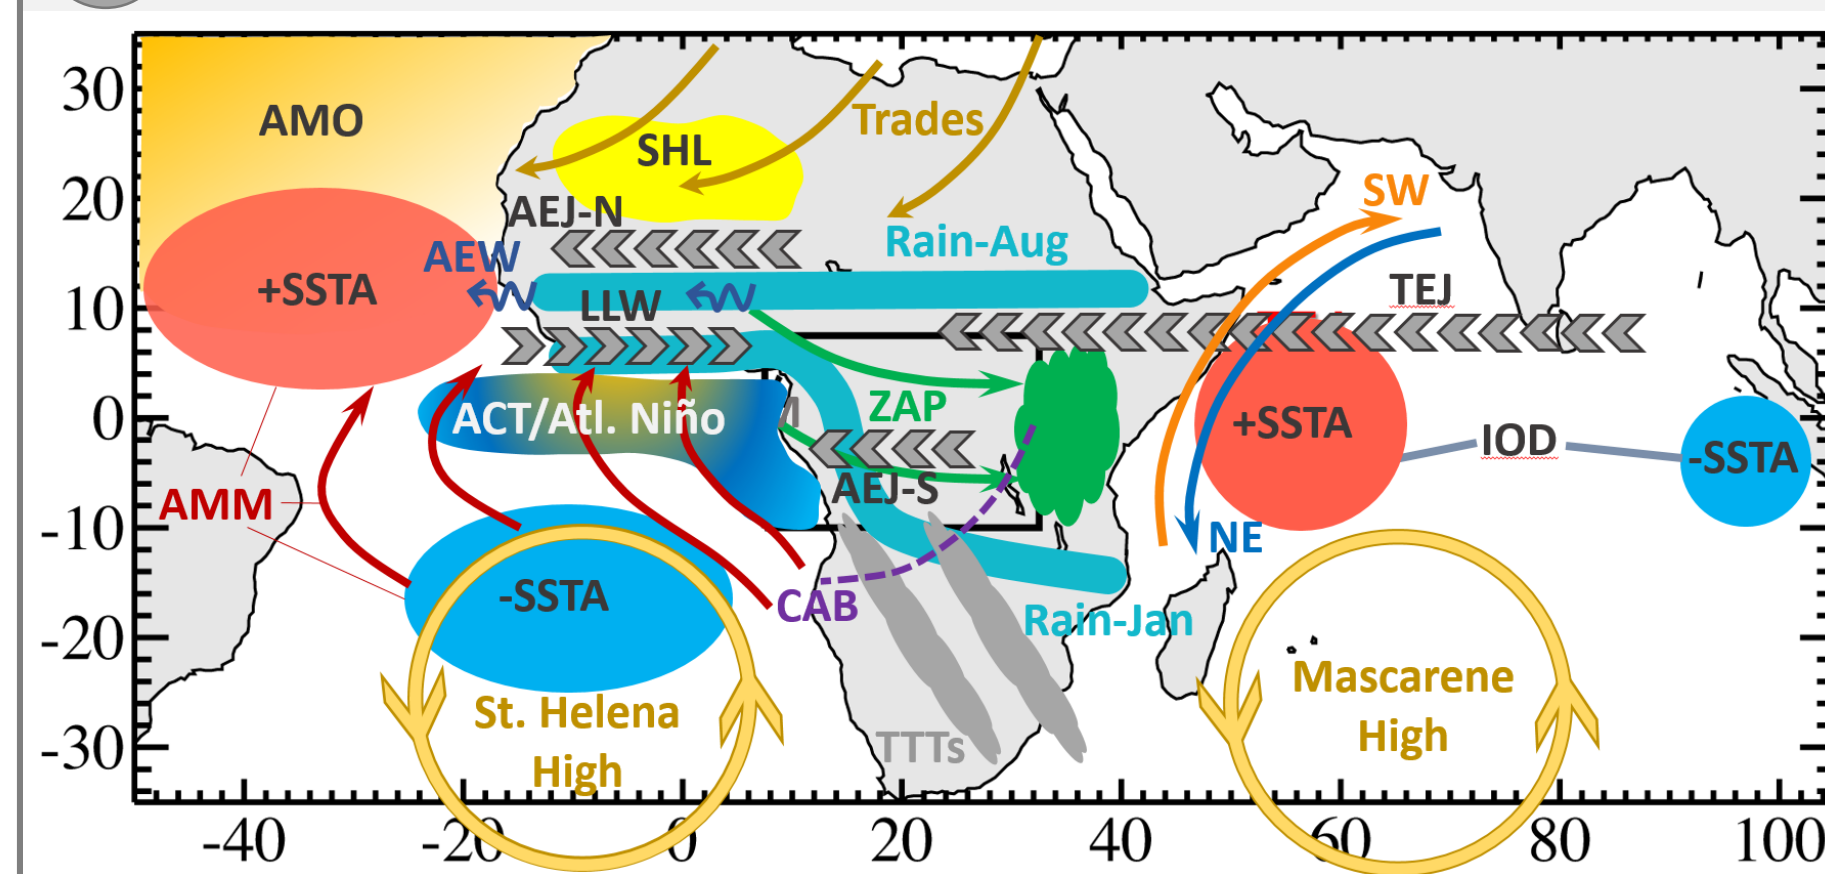 30
AMO
Trades
SHL
20
SW
AEJ-N
Rain-Aug
AEW
+SSTA
TEJ
LLW
10
ZAP
0
ACT/Atl. Niño
+SSTA
IOD
-SSTA
AEJ-S
AMM
-10
NE
-SSTA
CAB
Rain-Jan
-20
St. Helena
High
Mascarene
High
TTTs
-30
-40
-20
0
20
40
60
80
100